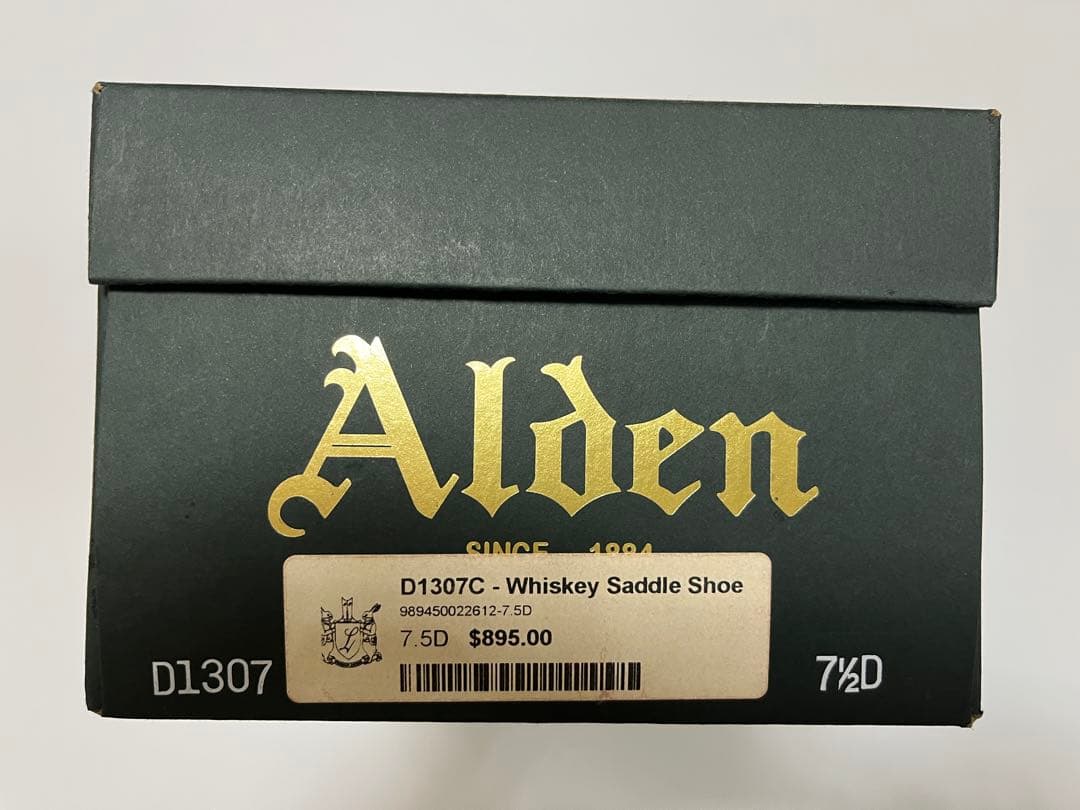 Alden
SINCE 1884
D1307C - Whiskey Saddle Shoe
989450022612-7.5D
7.5D $895.00
D1307
7½D